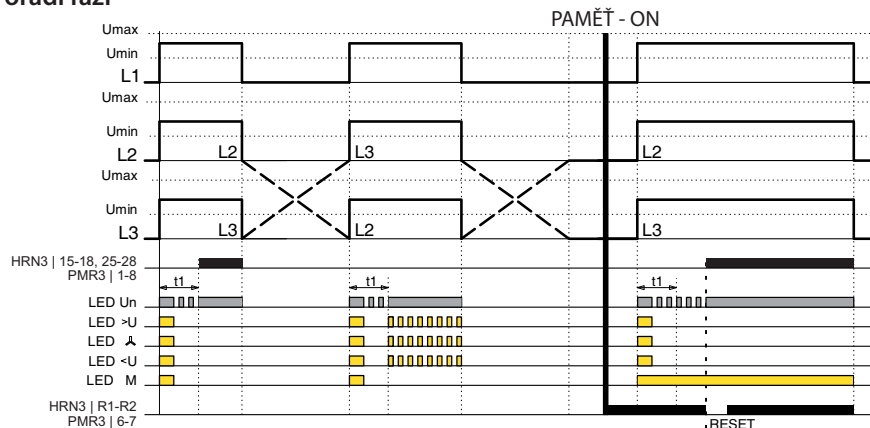 PAMĚŤ - ON
Umax
Umin
L1
Umax
Umin
L2
L2
L3
L2
Umax
Umin
L3
L3
L2
L3
HRN3 | 15-18, 25-28
PMR3 | 1-8
t1
t1
t1
LED Un
LED >U
LED
LED <U
LED M
HRN3 | R1-R2
PMR3 | 6-7
RESET